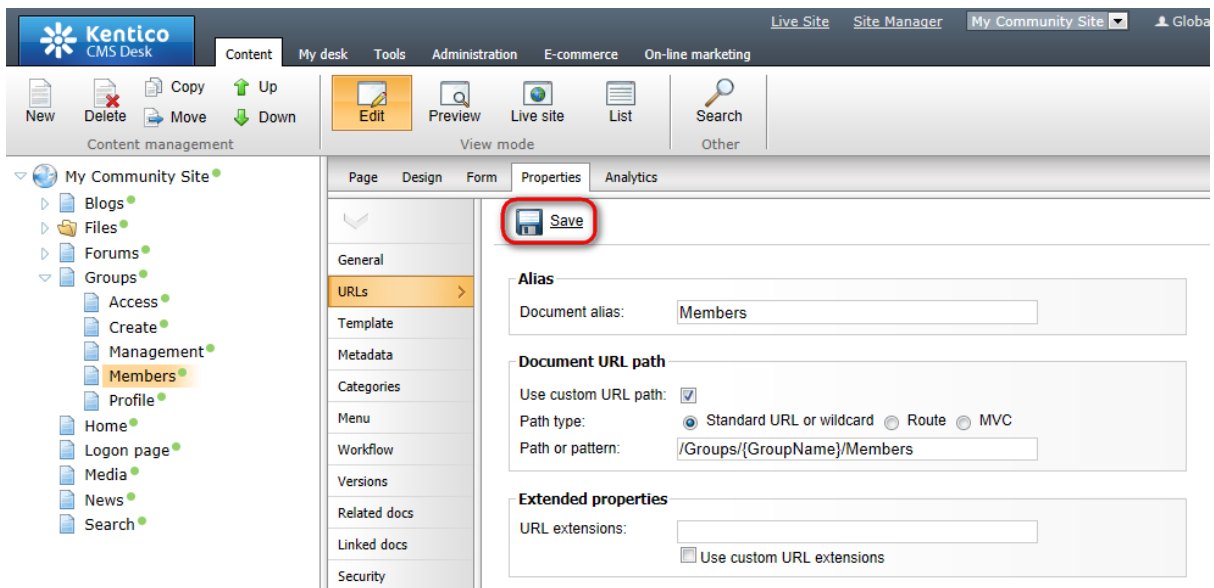 Live Site Site Manager My Community Site Globa
Kentico
CMS Desk
Content My desk Tools Administration E-commerce On-line marketing
New Delete Copy Move Up Down
Content management
Edit Preview Live site List
View mode
Search
Other
My Community Site
Blogs
Files
Forums
Groups
Access
Create
Management
Members
Profile
Home
Logon page
Media
News
Search
Page Design Form Properties Analytics
General
URLs
Template
Metadata
Categories
Menu
Workflow
Versions
Related docs
Linked docs
Security
Save
Alias
Document alias: Members
Document URL path
Use custom URL path:
Path type: Standard URL or wildcard Route MVC
Path or pattern: /Groups/{GroupName}/Members
Extended properties
URL extensions:
Use custom URL extensions